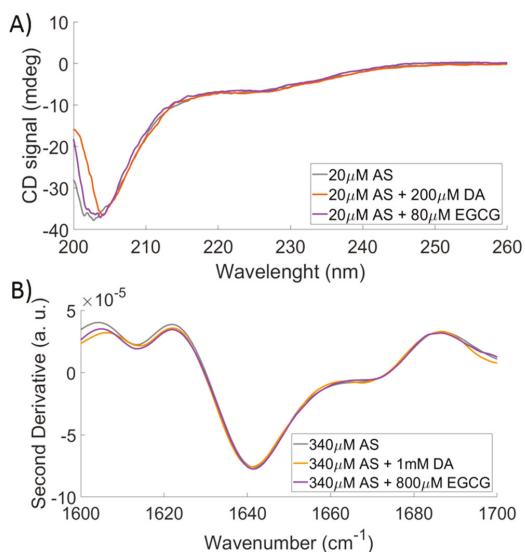 A)
10
0
-10
-20
-30
-40
CD signal (mdeg)
20μM AS
20μM AS + 200μM DA
20μM AS + 80μM EGCG
200 210 220 230 240 250 260
Wavelenght (nm)
B)
×10-5
5
0
-5
-10
Second Derivative (a. u.)
340μM AS
340μM AS + 1mM DA
340μM AS + 800μM EGCG
1600 1620 1640 1660 1680 1700
Wavenumber (cm-1)